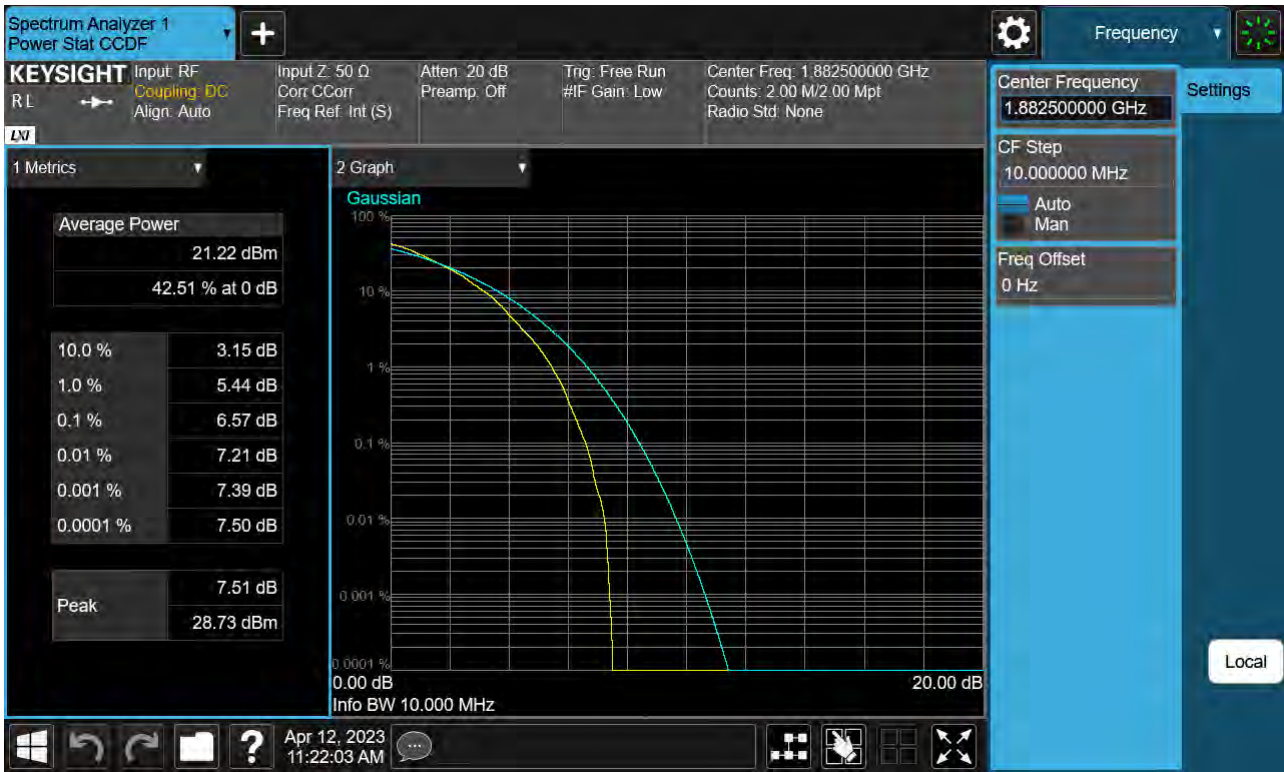 Spectrum Analyzer 1
Power Stat CCDF
Frequency
KEYSIGHT
RL
LXI
Input: RF
Coupling: DC
Align: Auto
Input Z: 50 Ω
Corr CCorr
Freq Ref: Int (S)
Atten: 20 dB
Preamp: Off
Trig: Free Run
#IF Gain: Low
Center Freq: 1.882500000 GHz
Counts: 2.00 M/2.00 Mpt
Radio Std: None
Center Frequency
1.882500000 GHz
Settings
CF Step
10.000000 MHz
Auto
Man
Freq Offset
0 Hz
1 Metrics
Average Power
21.22 dBm
42.51 % at 0 dB
10.0 % 3.15 dB
1.0 % 5.44 dB
0.1 % 6.57 dB
0.01 % 7.21 dB
0.001 % 7.39 dB
0.0001 % 7.50 dB
Peak
7.51 dB
28.73 dBm
2 Graph
Gaussian
100 %
10 %
1 %
0.1 %
0.01 %
0.001 %
0.0001 %
0.00 dB 20.00 dB
Info BW 10.000 MHz
Local
?
Apr 12, 2023
11:22:03 AM